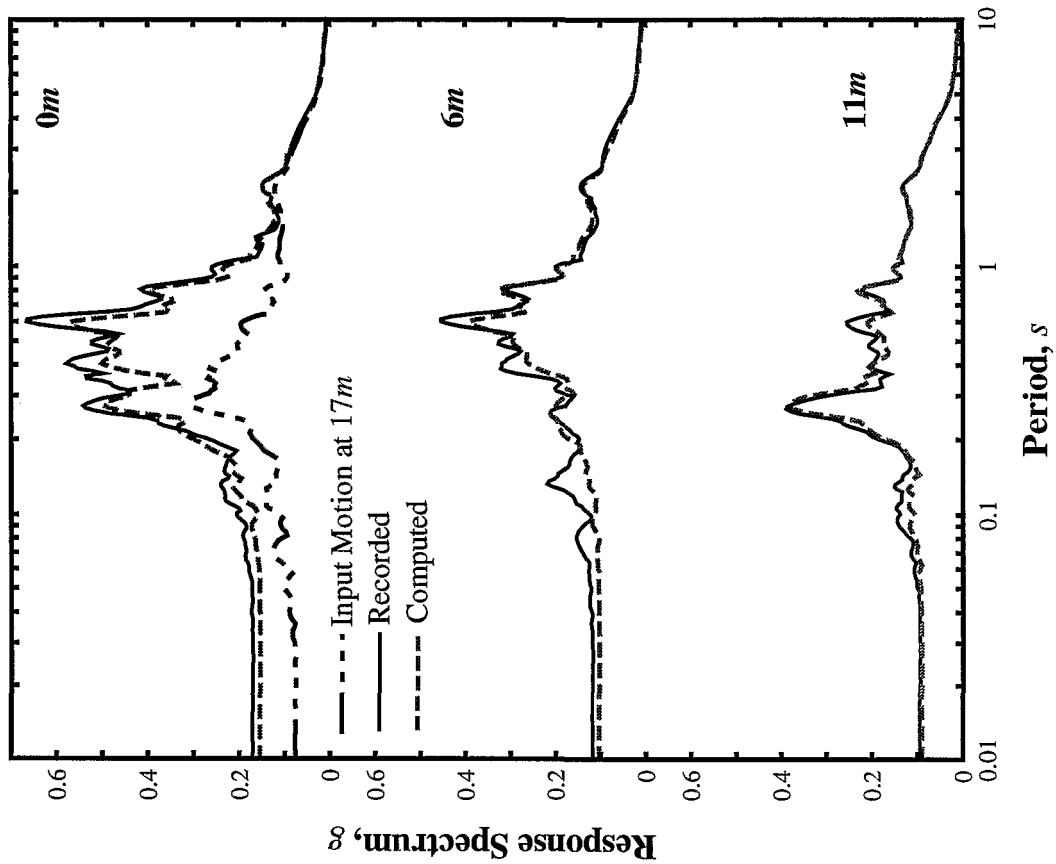 0m
0.6
0.4
0.2
0
Input Motion at 17m
Recorded
Computed
6m
0.6
0.4
0.2
0
11m
0.6
0.4
0.2
0
0.01
0.1
1
10
Response Spectrum, g
Period, s